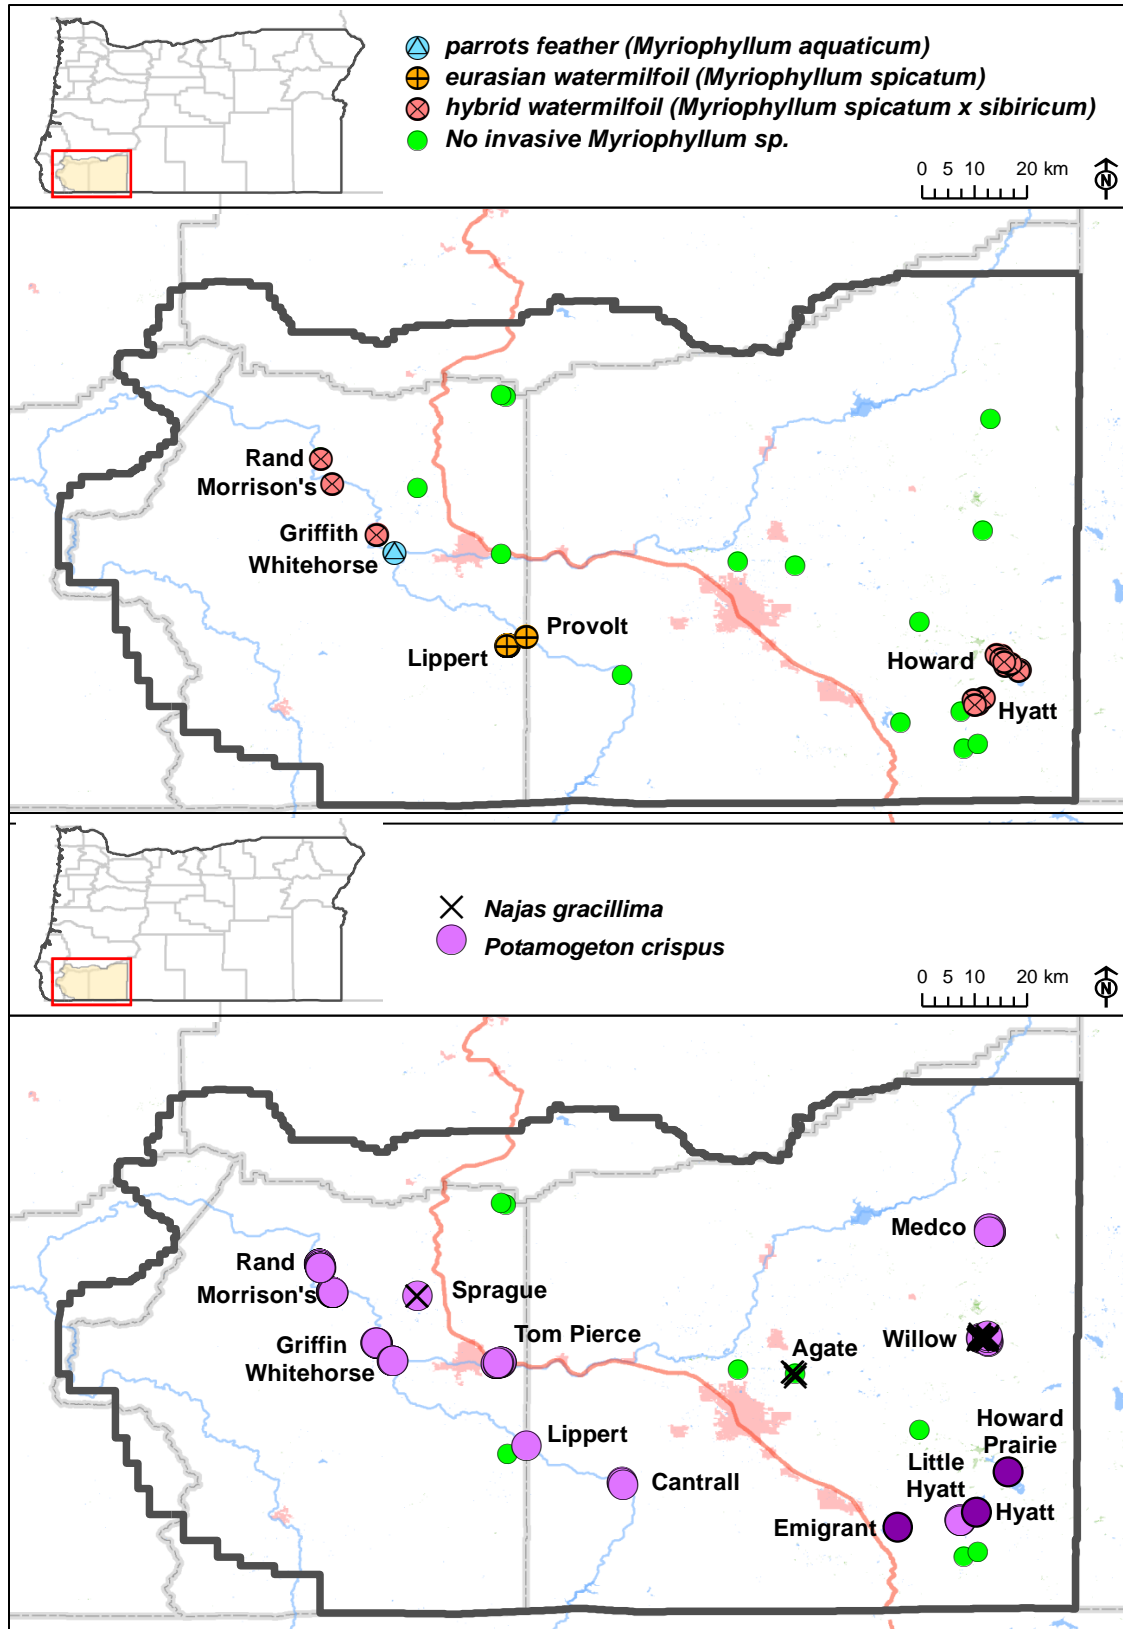 parrots feather (Myriophyllum aquaticum)
eurasian watermilfoil (Myriophyllum spicatum)
hybrid watermilfoil (Myriophyllum spicatum x sibiricum)
No invasive Myriophyllum sp.
0 5 10 20 km
N
Rand
Morrison's
Griffith
Whitehorse
Provolt
Lippert
Howard
Hyatt
Najas gracillima
Potamogeton crispus
0 5 10 20 km
N
Medco
Rand
Sprague
Morrison's
Tom Pierce
Griffin
Willow
Agate
Whitehorse
Howard
Prairie
Lippert
Little
Hyatt
Cantrall
Hyatt
Emigrant